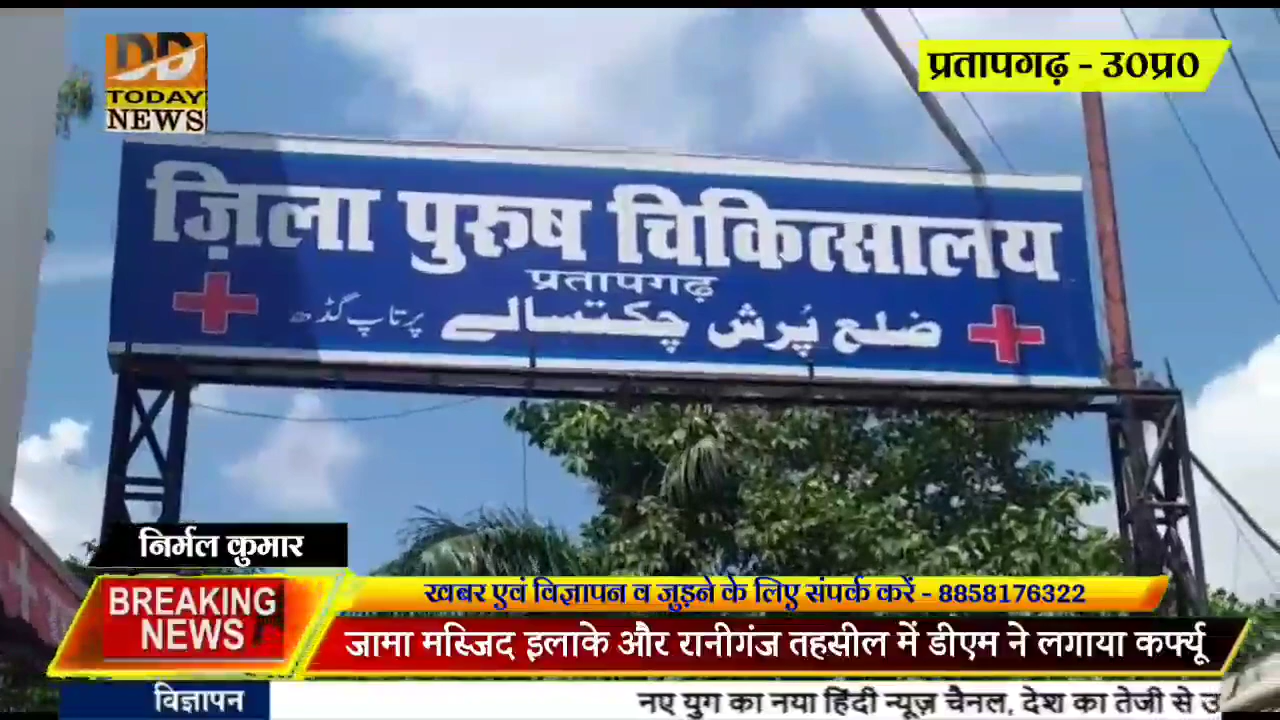 DD
TODAY
NEWS
प्रतापगढ़ - उ0प्र0
ज़िला पुरुष चिकित्सालय
प्रतापगढ़
ضلع پُرش چکتسالے پرتاپ گڈھ
निर्मल कुमार
BREAKING
NEWS
खबर एवं विज्ञापन व जुड़ने के लिए संपर्क करें - 8858176322
जामा मस्जिद इलाके और रानीगंज तहसील में डीएम ने लगाया कर्फ्यू
विज्ञापन
नए युग का नया हिंदी न्यूज़ चैनल, देश का तेजी से